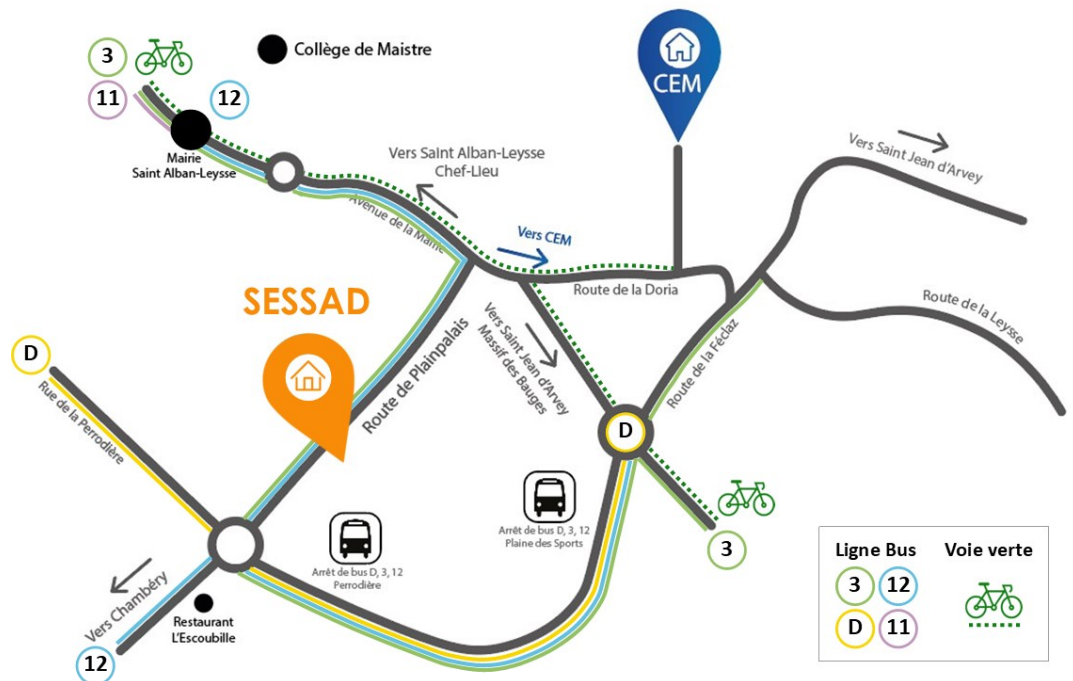 3
11
12
Collège de Maistre
Mairie
Saint Alban-Leysse
CEM
Vers Saint Alban-Leysse
Chef-Lieu
Avenue de la Mairie
Vers CEM
Vers Saint Jean d'Arvey
Route de la Doria
Route de la Leysse
SESSAD
Route de Plainpalais
Vers Saint Jean d'Arvey
Massif des Bauges
Route de la Féclaz
D
Rue de la Perrodière
D
Arrêt de bus D, 3, 12
Plaine des Sports
Arrêt de bus D, 3, 12
Perrodière
3
Vers Chambéry
Restaurant
L'Escoubille
12
Ligne Bus
Voie verte
3
12
D
11